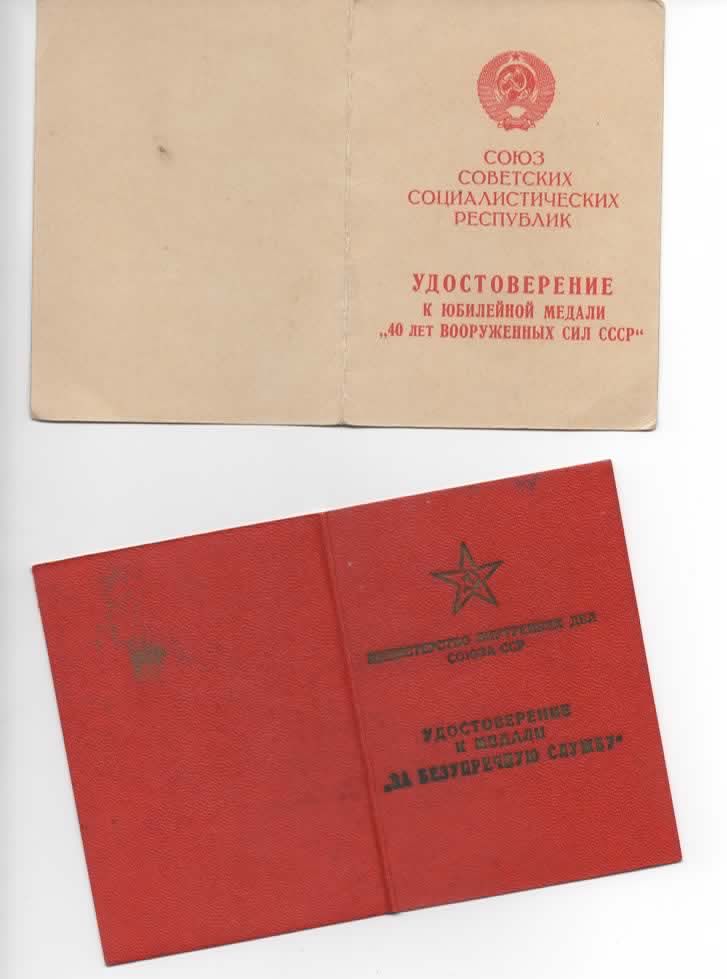 СОЮЗ
СОВЕТСКИХ
СОЦИАЛИСТИЧЕСКИХ
РЕСПУБЛИК
УДОСТОВЕРЕНИЕ
К ЮБИЛЕЙНОЙ МЕДАЛИ
„40 ЛЕТ ВООРУЖЕННЫХ СИЛ СССР“
МИНИСТЕРСТВО ВНУТРЕННИХ ДЕЛ
СОЮЗА ССР
УДОСТОВЕРЕНИЕ
К МЕДАЛИ
„ЗА БЕЗУПРЕЧНУЮ СЛУЖБУ“